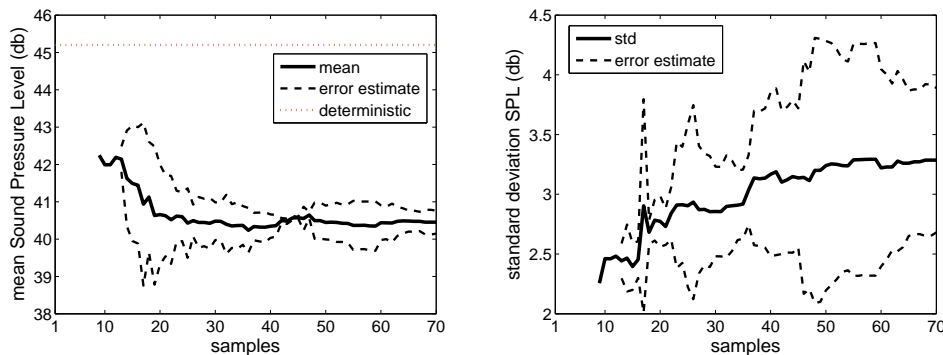 46
45
44
43
42
41
40
39
38
mean Sound Pressure Level (db)
mean
error estimate
deterministic
1 10 20 30 40 50 60 70
samples
4.5
4
3.5
3
2.5
2
standard deviation SPL (db)
std
error estimate
1 10 20 30 40 50 60 70
samples